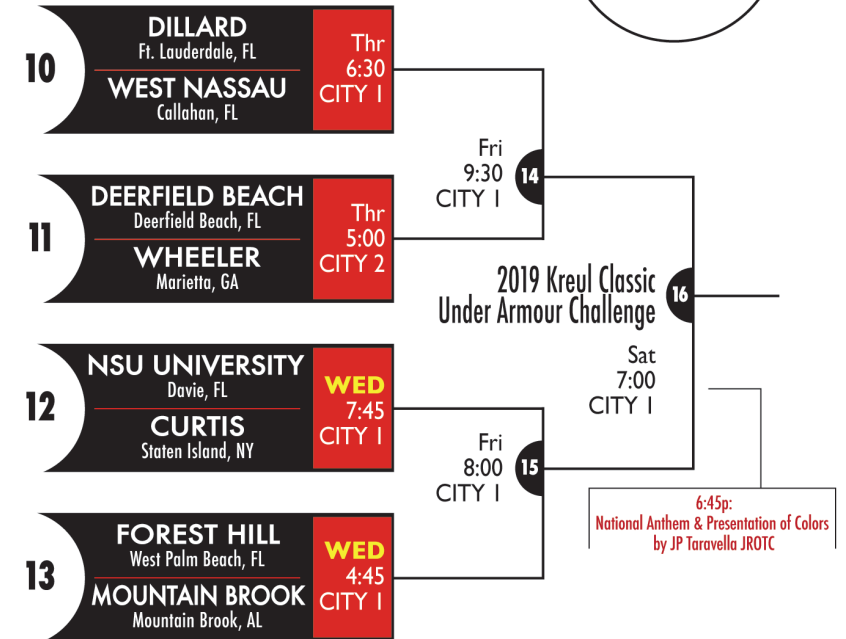 10
DILLARD
Ft. Lauderdale, FL
WEST NASSAU
Callahan, FL
Thr
6:30
CITY 1
11
DEERFIELD BEACH
Deerfield Beach, FL
WHEELER
Marietta, GA
Thr
5:00
CITY 2
Fri
9:30
CITY 1
14
2019 Kreul Classic
Under Armour Challenge
16
Sat
7:00
CITY 1
12
NSU UNIVERSITY
Davie, FL
CURTIS
Staten Island, NY
WED
7:45
CITY 1
13
FOREST HILL
West Palm Beach, FL
MOUNTAIN BROOK
Mountain Brook, AL
WED
4:45
CITY 1
Fri
8:00
CITY 1
15
6:45p:
National Anthem & Presentation of Colors
by JP Taravella JROTC